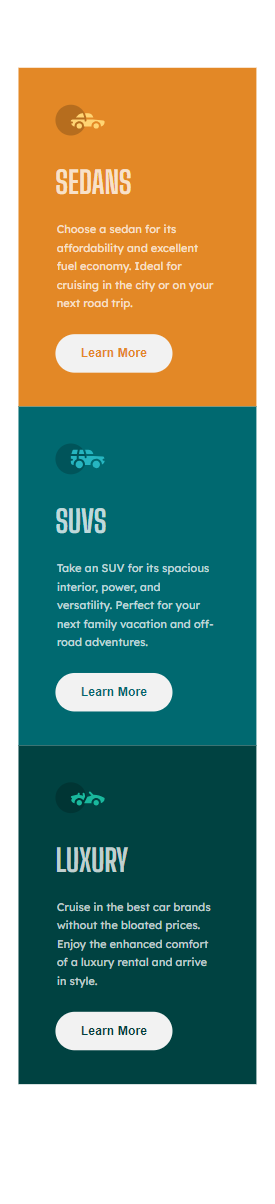 SEDANS
Choose a sedan for its
affordability and excellent
fuel economy. Ideal for
cruising in the city or on your
next road trip.
Learn More
SUVS
Take an SUV for its spacious
interior, power, and
versatility. Perfect for your
next family vacation and off-
road adventures.
Learn More
LUXURY
Cruise in the best car brands
without the bloated prices.
Enjoy the enhanced comfort
of a luxury rental and arrive
in style.
Learn More